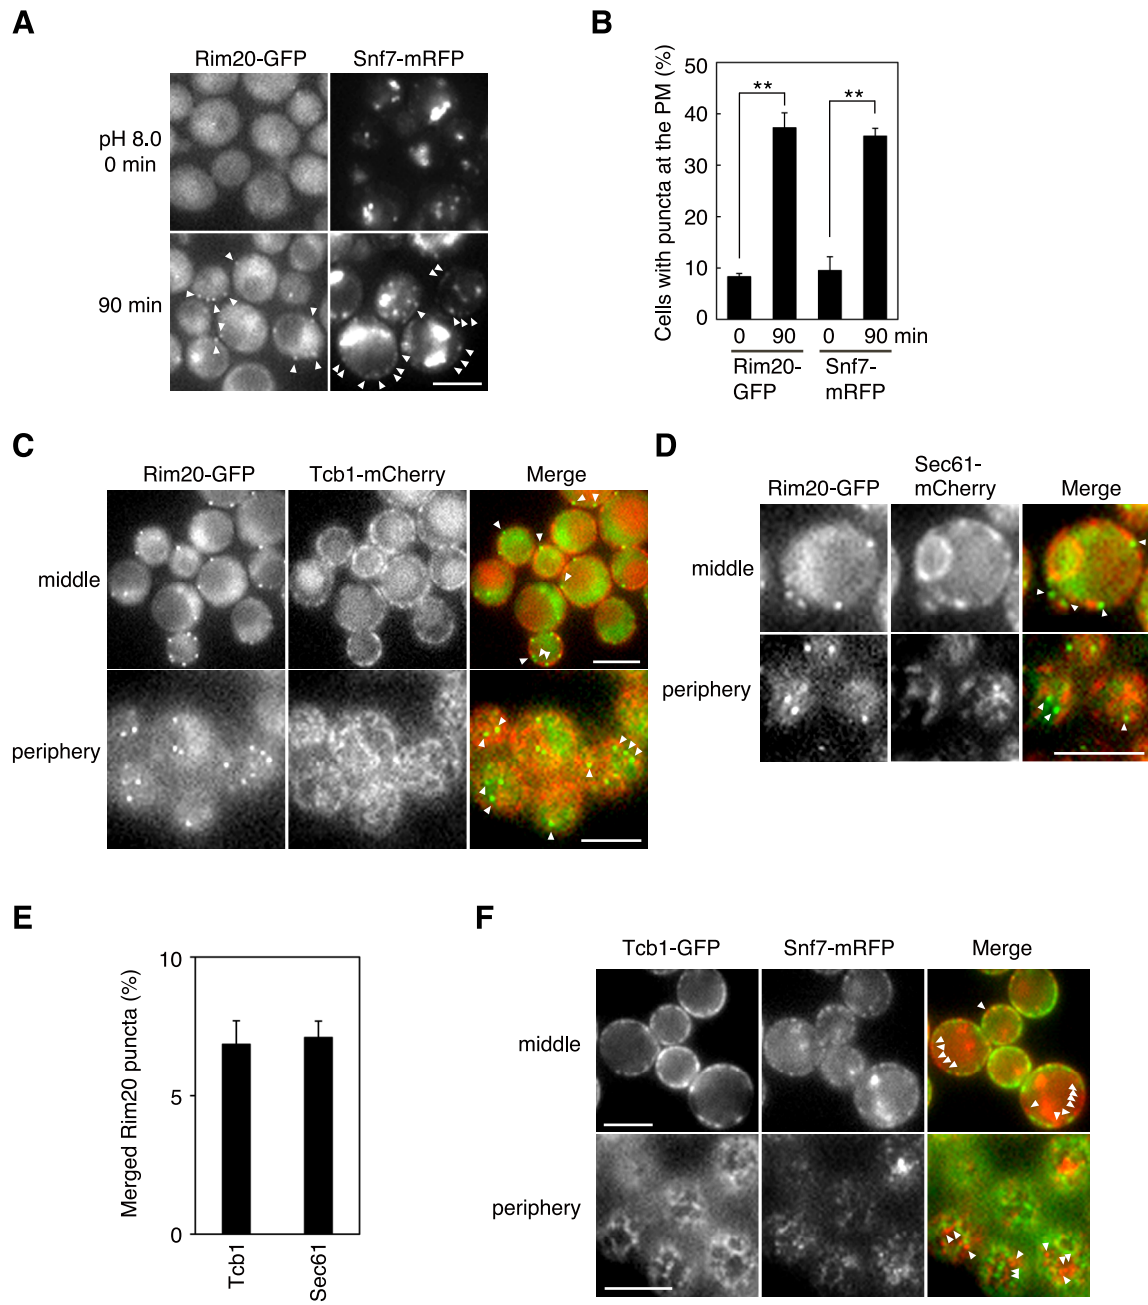 A
Rim20-GFP Snf7-mRFP
pH 8.0
0 min
90 min
B
Cells with puncta at the PM (%)
50
40
30
20
10
0
**
**
0 90 0 90 min
Rim20-
GFP
Snf7-
mRFP
C
Rim20-GFP Tcb1-mCherry Merge
middle
periphery
D
Rim20-GFP
Sec61-
mCherry
Merge
middle
periphery
E
Merged Rim20 puncta (%)
10
5
0
Tcb1
Sec61
F
Tcb1-GFP Snf7-mRFP Merge
middle
periphery